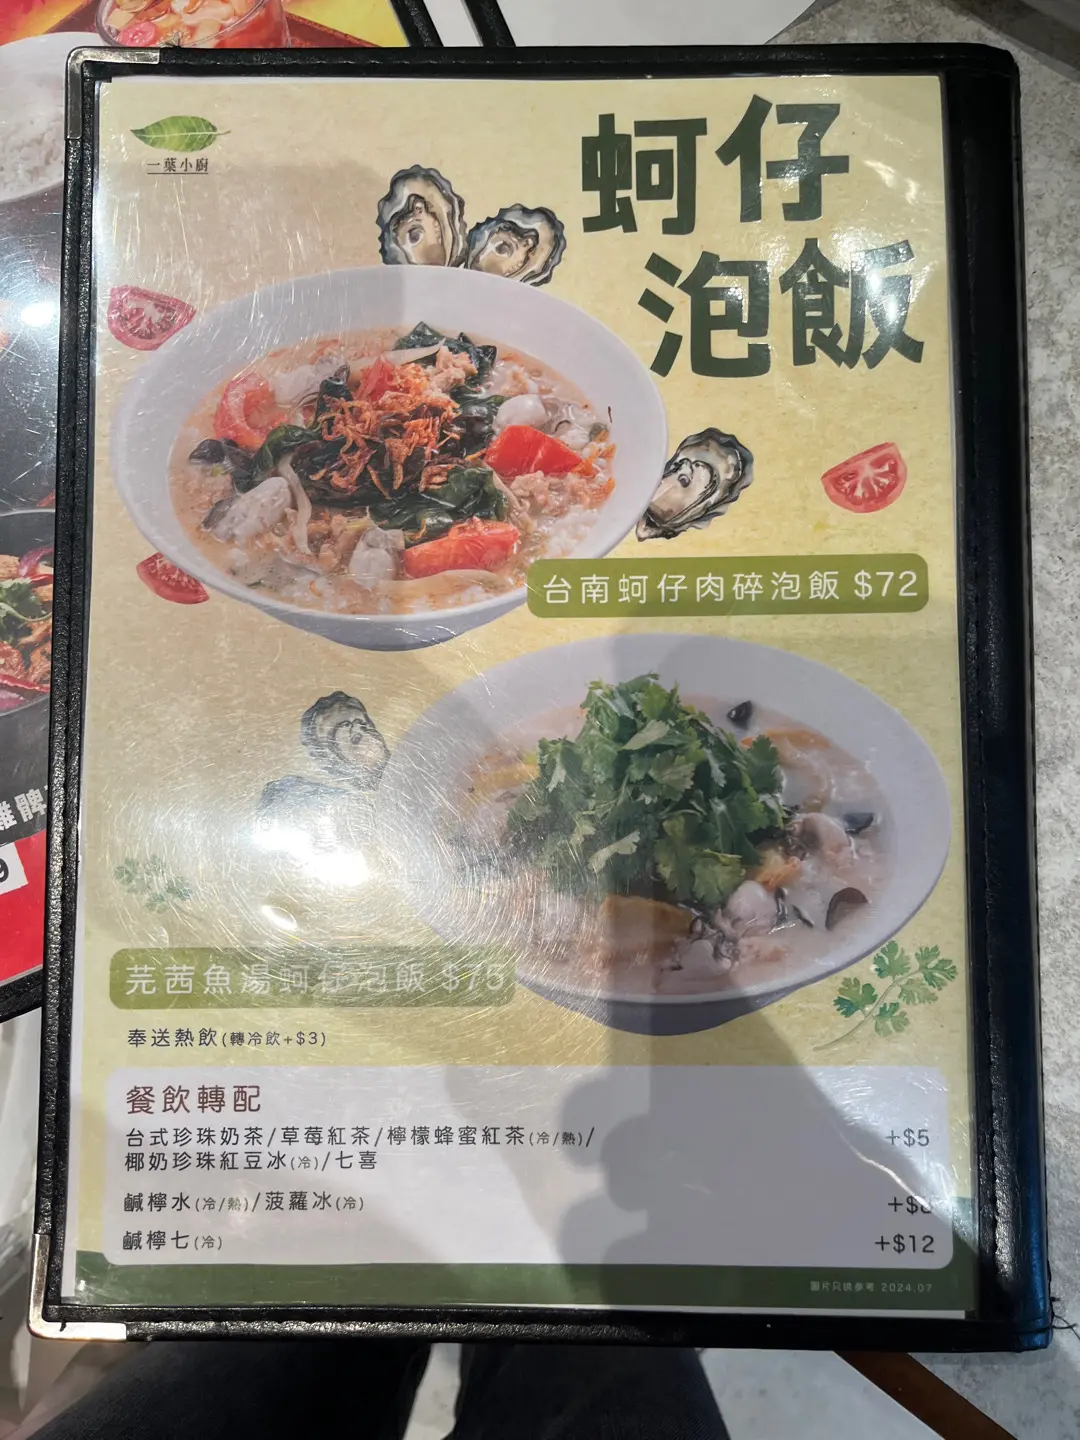 一葉小廚
蚵仔
泡飯
台南蚵仔肉碎泡飯 $72
芫茜魚湯蚵仔泡飯 $75
奉送熱飲(轉冷飲+$3)
餐飲轉配
台式珍珠奶茶/草莓紅茶/檸檬蜂蜜紅茶(冷/熱)/
椰奶珍珠紅豆冰(冷)/七喜
+$5
鹹檸水(冷/熱)/菠蘿冰(冷)
鹹檸七(冷)
+$12
圖片只供參考 2024.07
雞髀
9